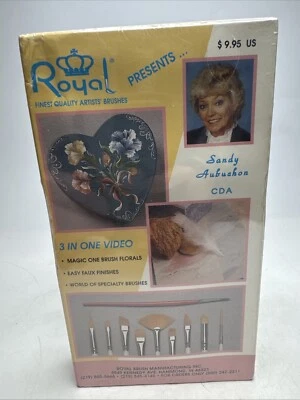 $ 9.95 US
Royal
PRESENTS ...
FINEST QUALITY ARTISTS' BRUSHES
Sandy
Aubuchon
CDA
3 IN ONE VIDEO
• MAGIC ONE BRUSH FLORALS
• EASY FAUX FINISHES
• WORLD OF SPECIALTY BRUSHES
ROYAL BRUSH MANUFACTURING, INC.